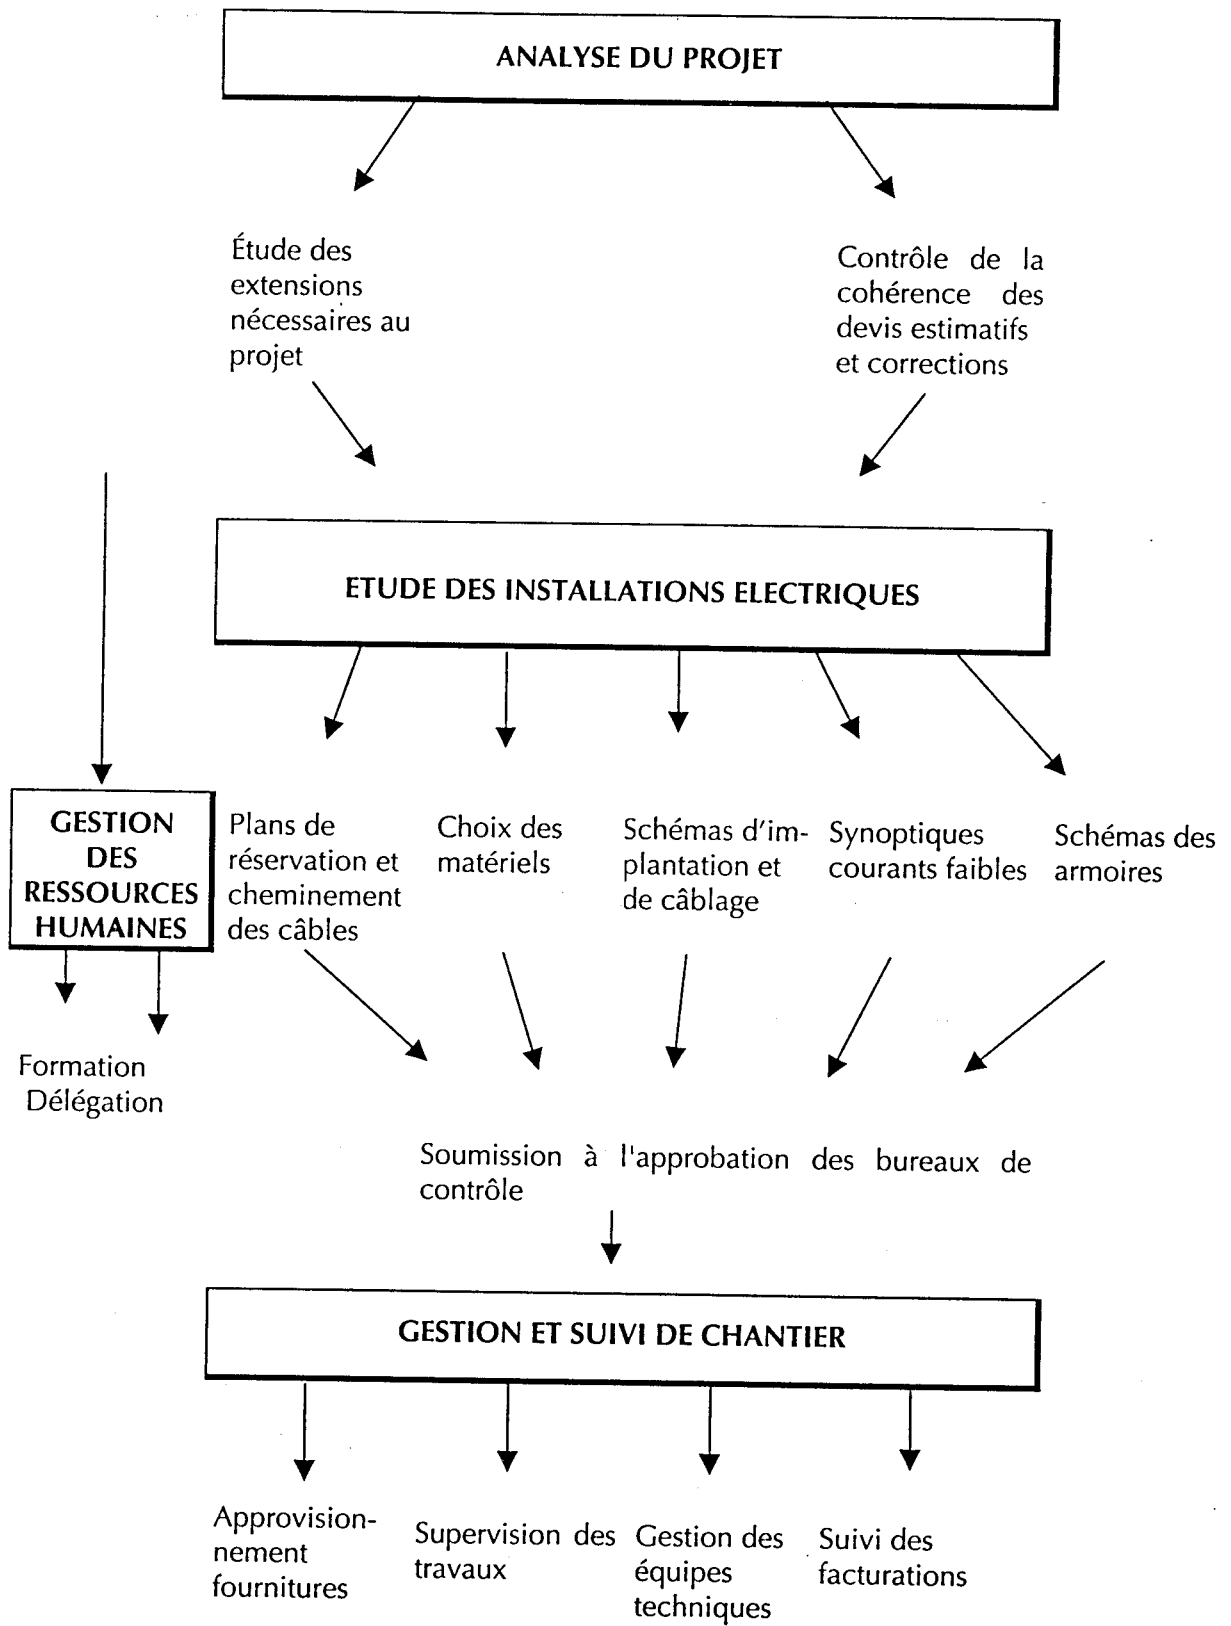 ANALYSE DU PROJET
Étude des
extensions
nécessaires au
projet
Contrôle de la
cohérence des
devis estimatifs
et corrections
ETUDE DES INSTALLATIONS ELECTRIQUES
GESTION
DES
RESSOURCES
HUMAINES
Plans de
réservation et
cheminement
des câbles
Choix des
matériels
Schémas d'im-
plantation et
de câblage
Synoptiques
courants faibles
Schémas des
armoires
Formation
Délégation
Soumission à l'approbation des bureaux de
contrôle
GESTION ET SUIVI DE CHANTIER
Approvision-
nement
fournitures
Supervision des
travaux
Gestion des
équipes
techniques
Suivi des
facturations